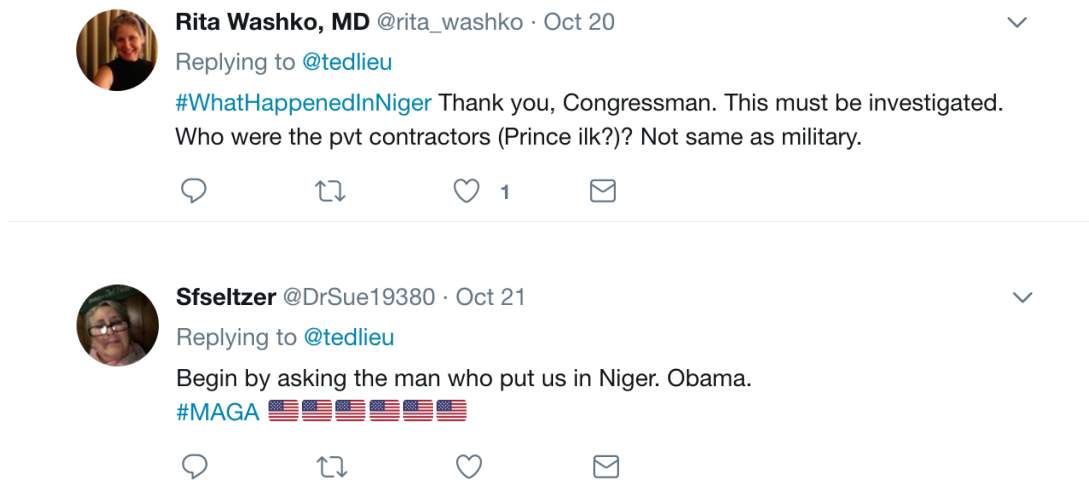 Rita Washko, MD @rita_washko · Oct 20
Replying to @tedlieu
#WhatHappenedInNiger Thank you, Congressman. This must be investigated.
Who were the pvt contractors (Prince ilk?)? Not same as military.
1
Sfseltzer @DrSue19380 · Oct 21
Replying to @tedlieu
Begin by asking the man who put us in Niger. Obama.
#MAGA 🇺🇸🇺🇸🇺🇸🇺🇸🇺🇸🇺🇸